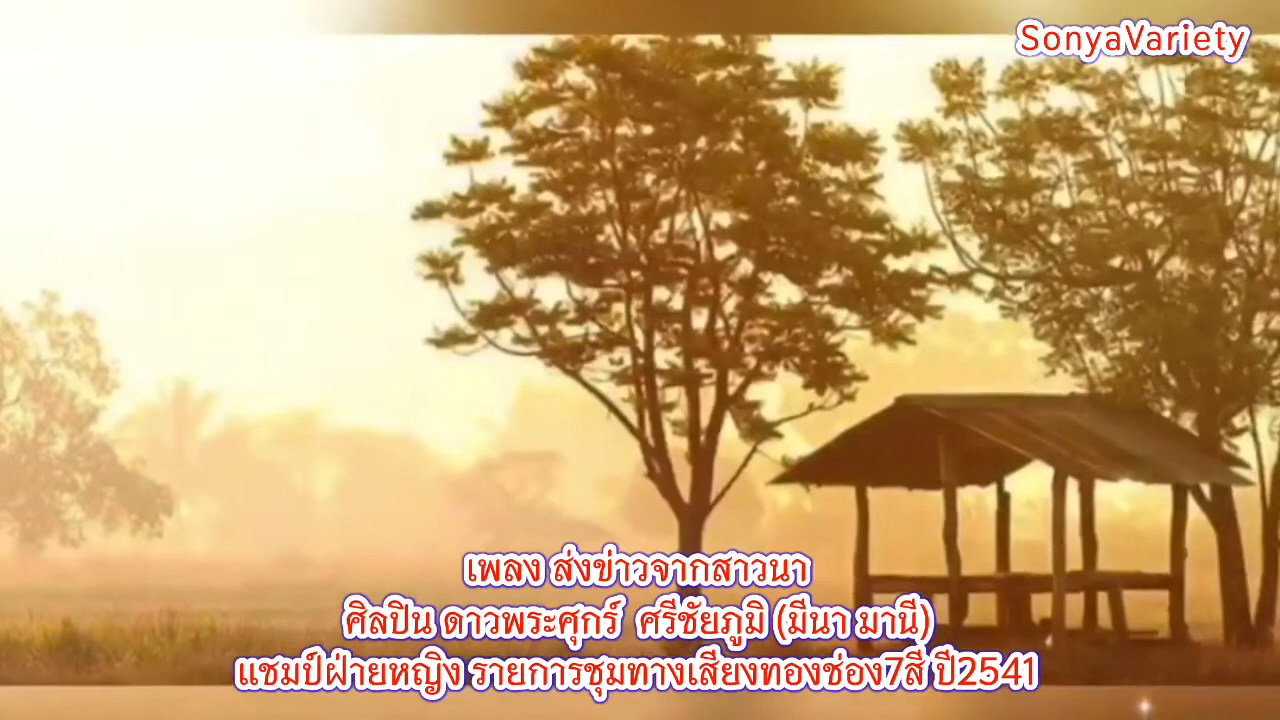 SonyaVariety
เพลง ส่งข่าวจากสาวนา
ศิลปิน ดาวพระศุกร์ ศรีชัยภูมิ (มีนา มานี)
แชมป์ฝ่ายหญิง รายการชุมทางเสียงทองช่อง7สี ปี2541